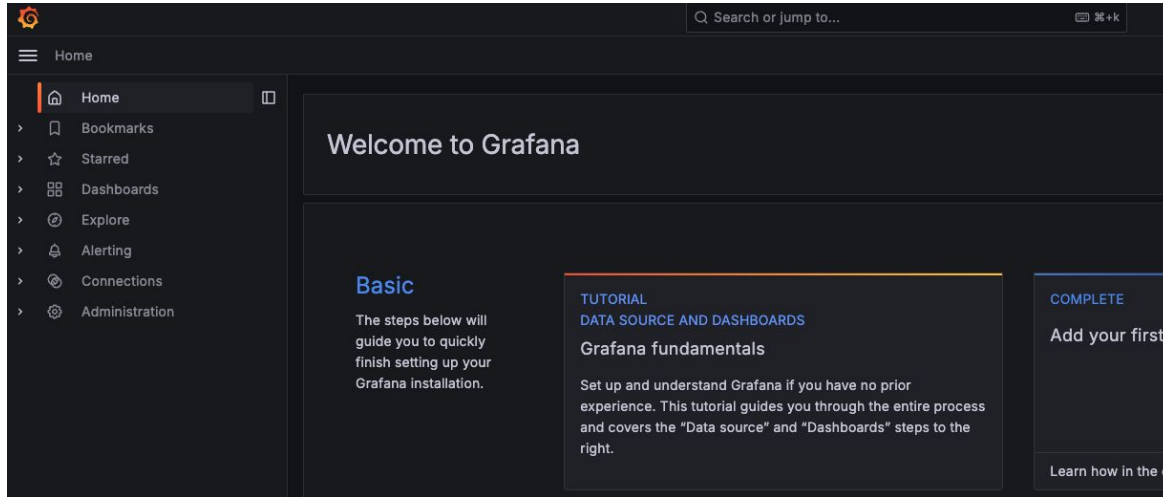 Search or jump to...
⌘+k
Home
Home
Bookmarks
Starred
Dashboards
Explore
Alerting
Connections
Administration
Welcome to Grafana
Basic
The steps below will
guide you to quickly
finish setting up your
Grafana installation.
TUTORIAL
DATA SOURCE AND DASHBOARDS
Grafana fundamentals
Set up and understand Grafana if you have no prior
experience. This tutorial guides you through the entire process
and covers the “Data source” and “Dashboards” steps to the
right.
COMPLETE
Add your first
Learn how in the